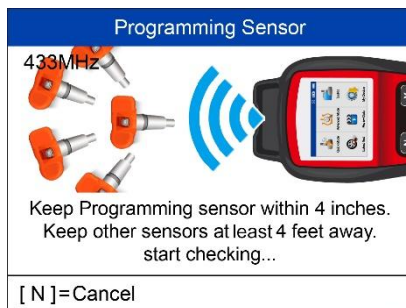 Programming Sensor
433MHz
Keep Programming sensor within 4 inches.
Keep other sensors at least 4 feet away.
start checking...
[ N ]=Cancel